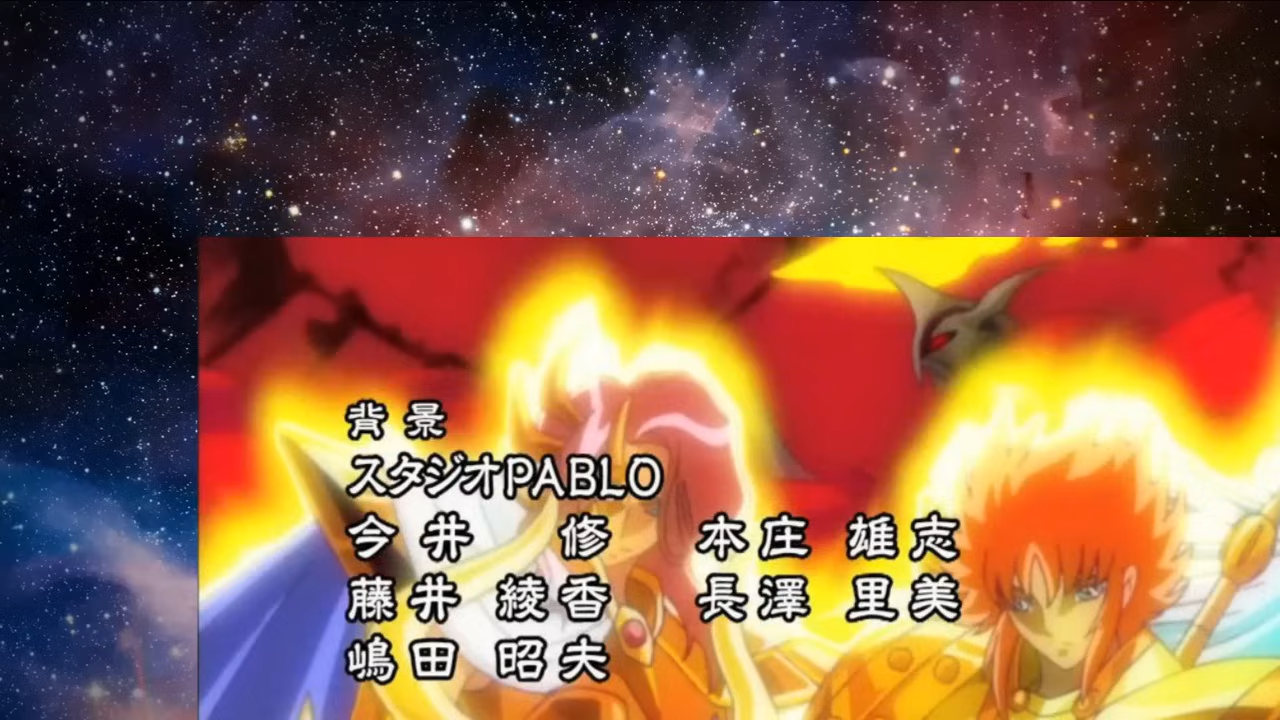 背景
スタジオPABLO
今井 修 本庄 雄志
藤井 綾香 長澤 里美
嶋田 昭夫